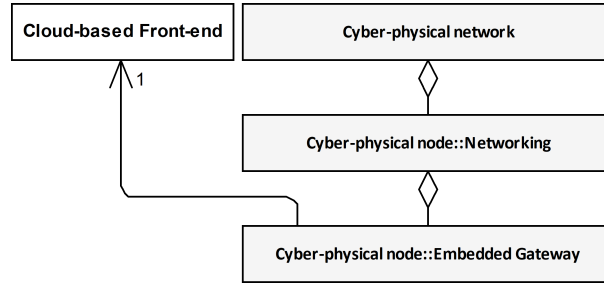 Cloud-based Front-end
Cyber-physical network
1
Cyber-physical node::Networking
Cyber-physical node::Embedded Gateway